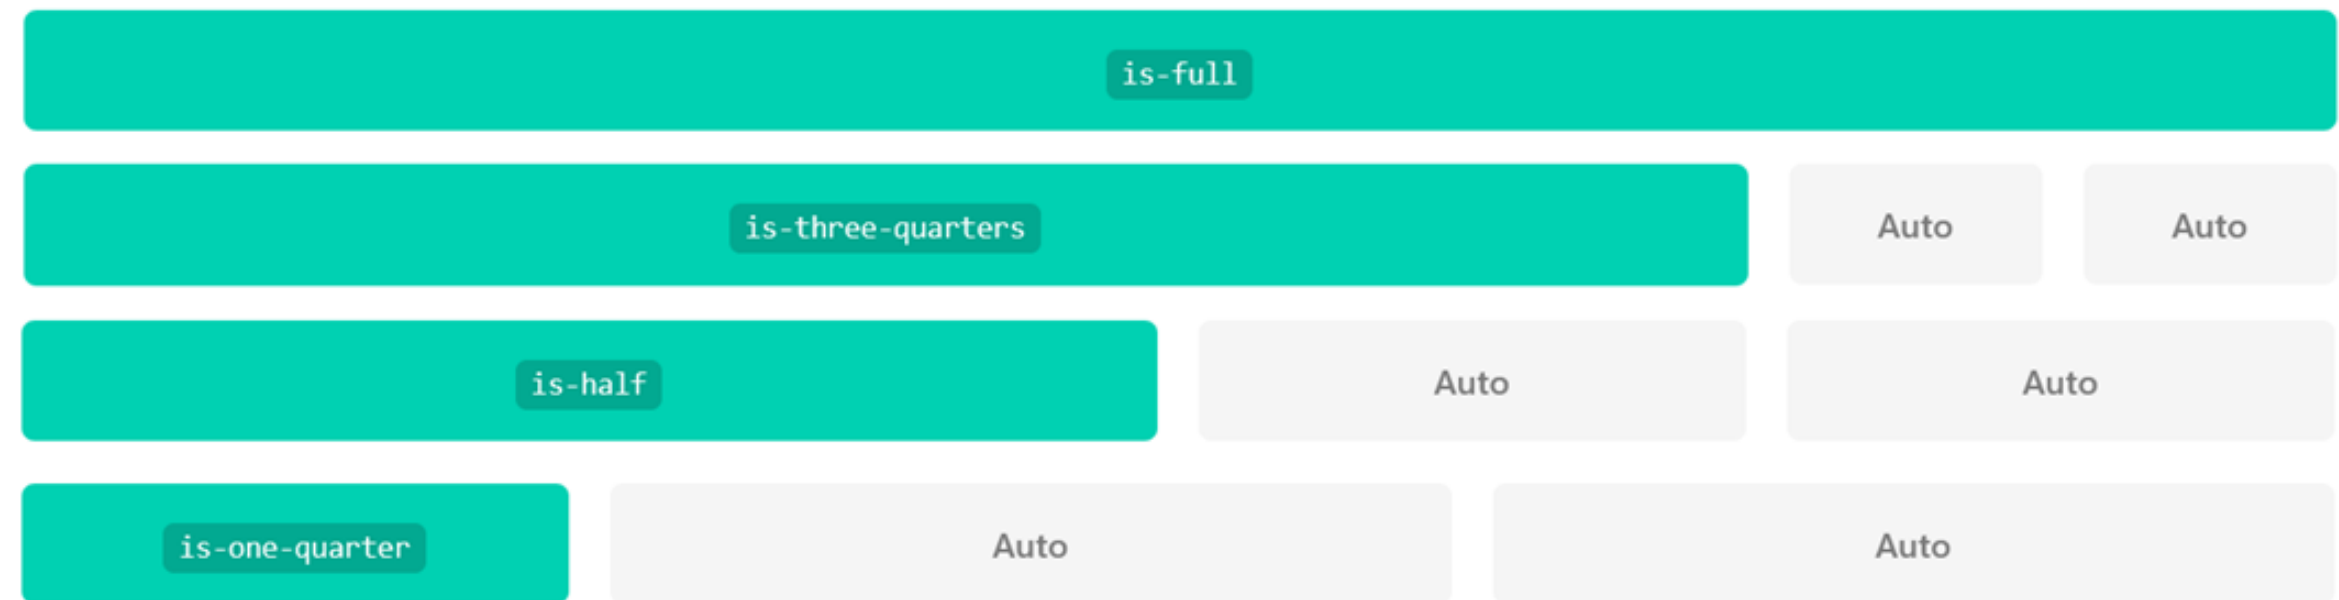 is-full
is-three-quarters Auto Auto
is-half Auto Auto
is-one-quarter Auto Auto